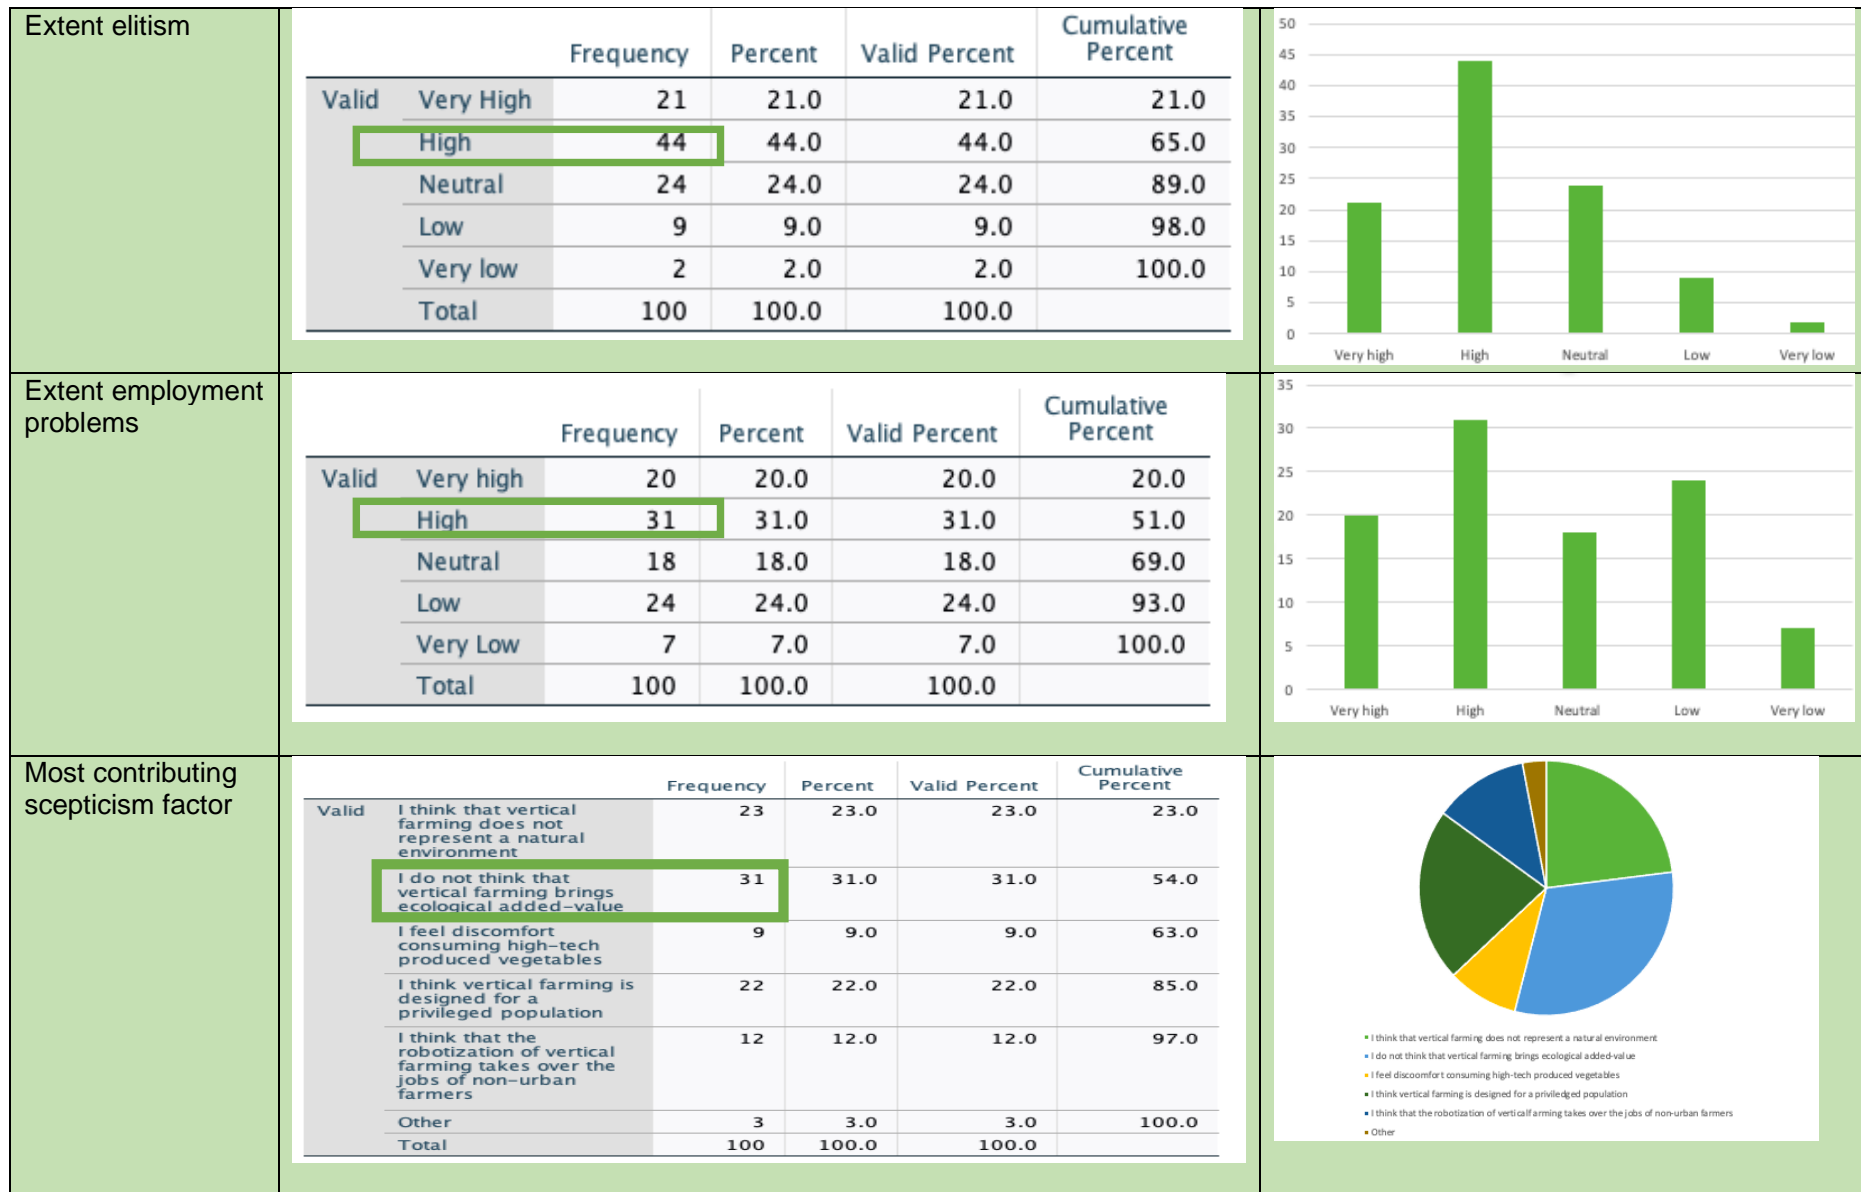 Extent elitism
Frequency Percent Valid Percent Cumulative Percent
Valid Very High 21 21.0 21.0 21.0
High 44 44.0 44.0 65.0
Neutral 24 24.0 24.0 89.0
Low 9 9.0 9.0 98.0
Very low 2 2.0 2.0 100.0
Total 100 100.0 100.0
50
45
40
35
30
25
20
15
10
5
0
Very high High Neutral Low Very low
Extent employment
problems
Frequency Percent Valid Percent Cumulative Percent
Valid Very high 20 20.0 20.0 20.0
High 31 31.0 31.0 51.0
Neutral 18 18.0 18.0 69.0
Low 24 24.0 24.0 93.0
Very Low 7 7.0 7.0 100.0
Total 100 100.0 100.0
35
30
25
20
15
10
5
0
Very high High Neutral Low Very low
Most contributing
scepticism factor
Frequency Percent Valid Percent Cumulative Percent
Valid I think that vertical 23 23.0 23.0 23.0
farming does not
represent a natural
environment
I do not think that 31 31.0 31.0 54.0
vertical farming brings
ecological added-value
I feel discomfort 9 9.0 9.0 63.0
consuming high-tech
produced vegetables
I think vertical farming is 22 22.0 22.0 85.0
designed for a
privileged population
I think that the 12 12.0 12.0 97.0
robotization of vertical
farming takes over the
jobs of non-urban
farmers
Other 3 3.0 3.0 100.0
Total 100 100.0 100.0
I think that vertical farming does not represent a natural environment
I do not think that vertical farming brings ecological added-value
I feel discoomfort consuming high-tech produced vegetables
I think vertical farming is designed for a priviledged population
I think that the robotization of verticalf arming takes over the jobs of non-urban farmers
Other